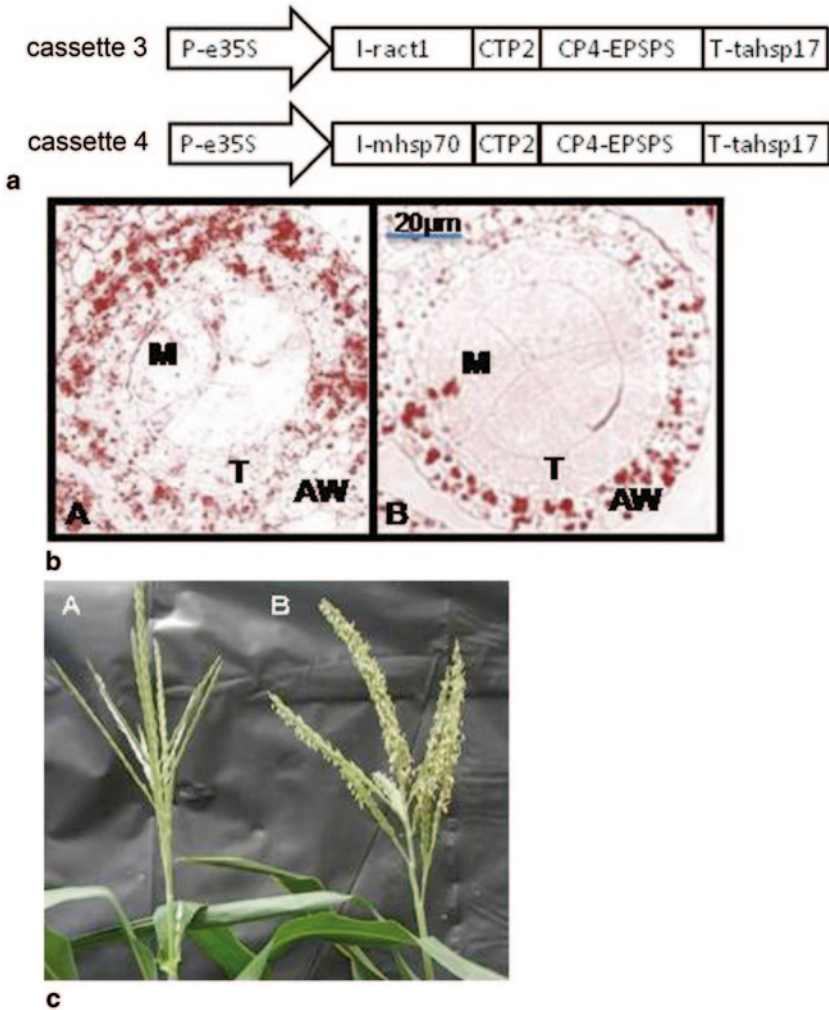 cassette 3 P-e35S I-ract1 CTP2 CP4-EPSPS T-tahsp17
cassette 4 P-e35S I-mhsp70 CTP2 CP4-EPSPS T-tahsp17
a
20µm
M M
T T
AW AW
A B
b
A B
c